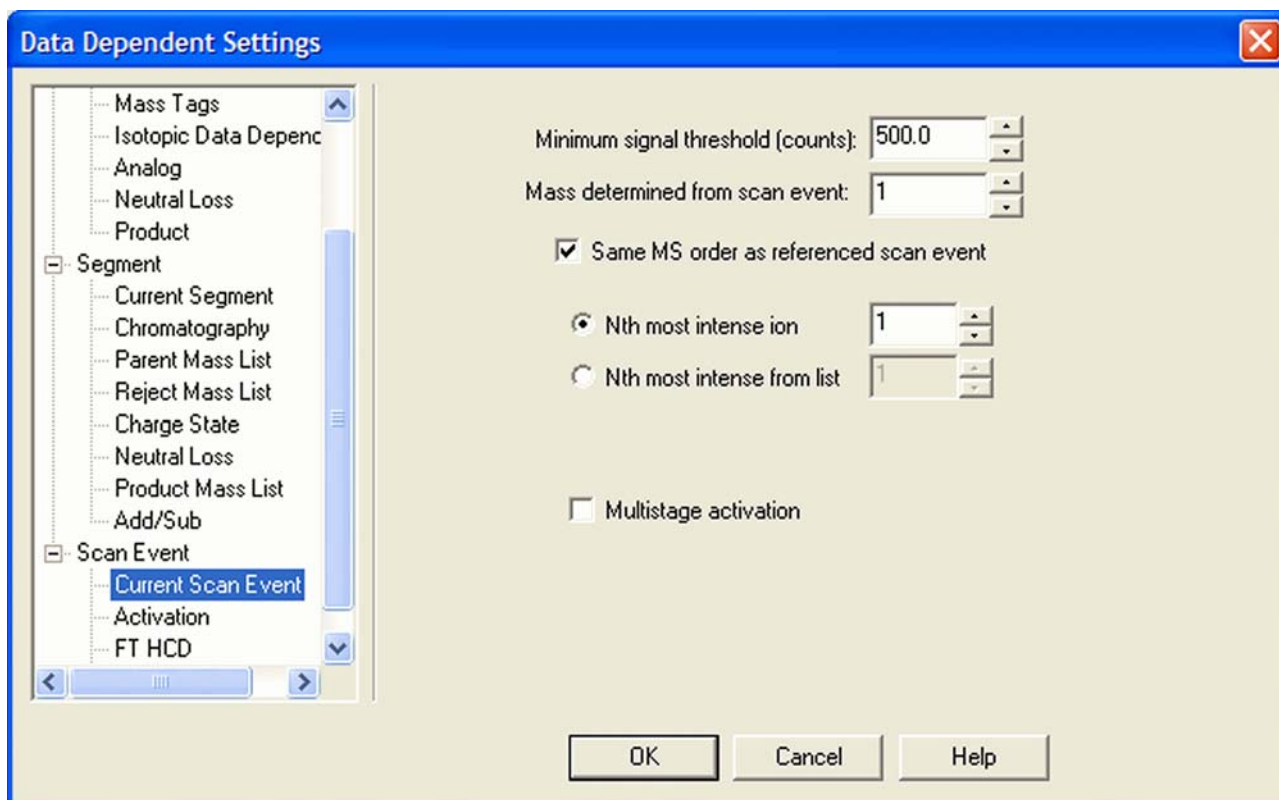 Data Dependent Settings
Mass Tags
Isotopic Data Depenc
Analog
Neutral Loss
Product
Segment
Current Segment
Chromatography
Parent Mass List
Reject Mass List
Charge State
Neutral Loss
Product Mass List
Add/Sub
Scan Event
Current Scan Event
Activation
FT HCD
Minimum signal threshold (counts): 500.0
Mass determined from scan event: 1
Same MS order as referenced scan event
Nth most intense ion 1
Nth most intense from list 1
Multistage activation
OK Cancel Help